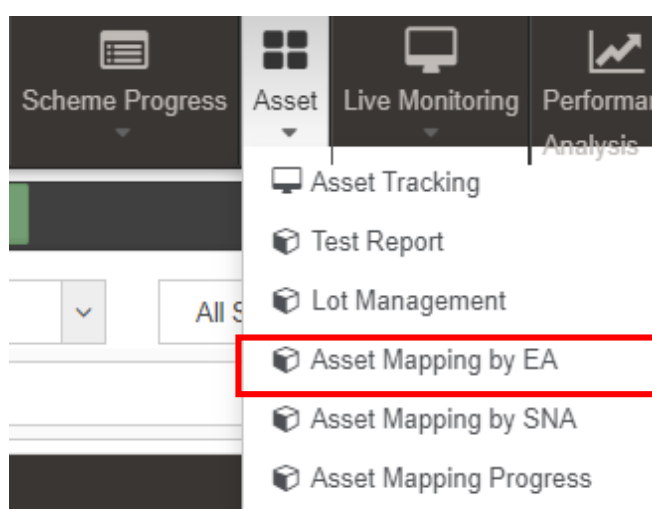 Scheme Progress
Asset
Live Monitoring
Analysis
Asset Tracking
Test Report
Lot Management
Asset Mapping by EA
Asset Mapping by SNA
Asset Mapping Progress
All